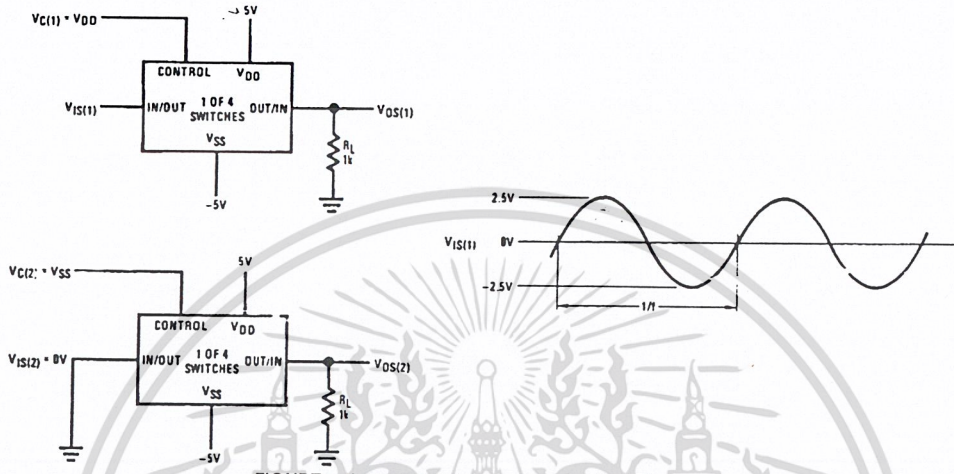 VC(1) = VDD
5V
CONTROL VDD
VIS(1)
IN/OUT 1 OF 4 SWITCHES OUT/IN
VOS(1)
VSS
RL
1k
-5V
2.5V
VIS(1) 0V
-2.5V
1/f
VC(2) = VSS
5V
CONTROL VDD
VIS(2) = 0V
IN/OUT 1 OF 4 SWITCHES OUT/IN
VOS(2)
VSS
RL
1k
-5V